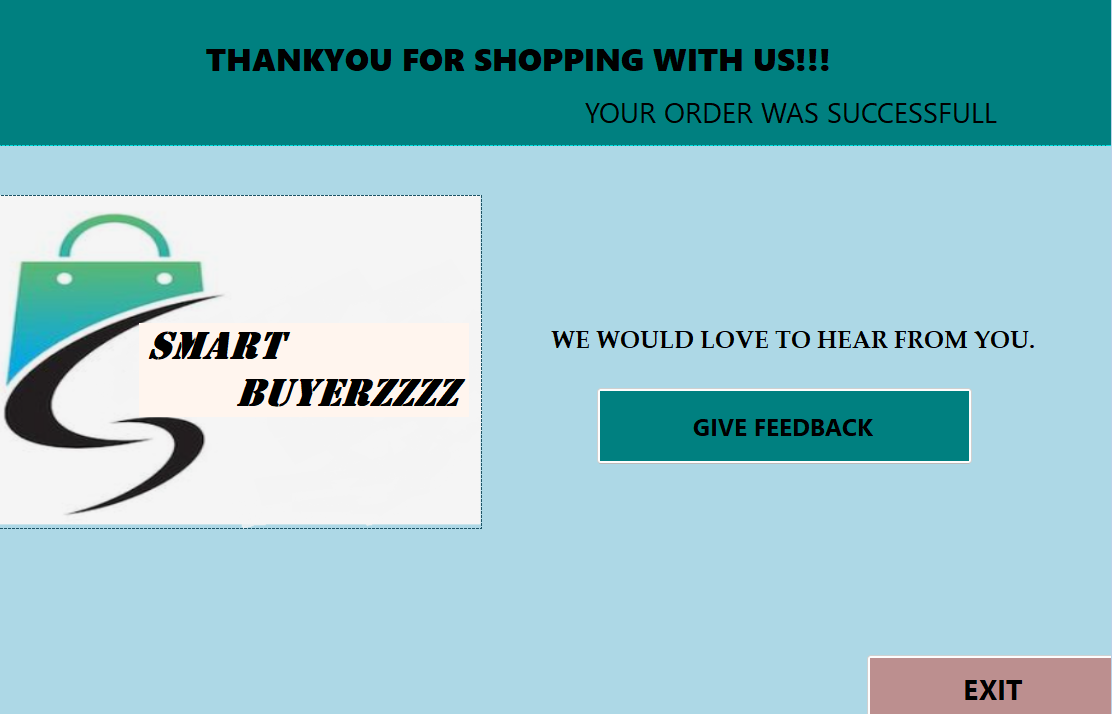 THANKYOU FOR SHOPPING WITH US!!!
YOUR ORDER WAS SUCCESSFULL
SMART
BUYERZZZZ
WE WOULD LOVE TO HEAR FROM YOU.
GIVE FEEDBACK
EXIT